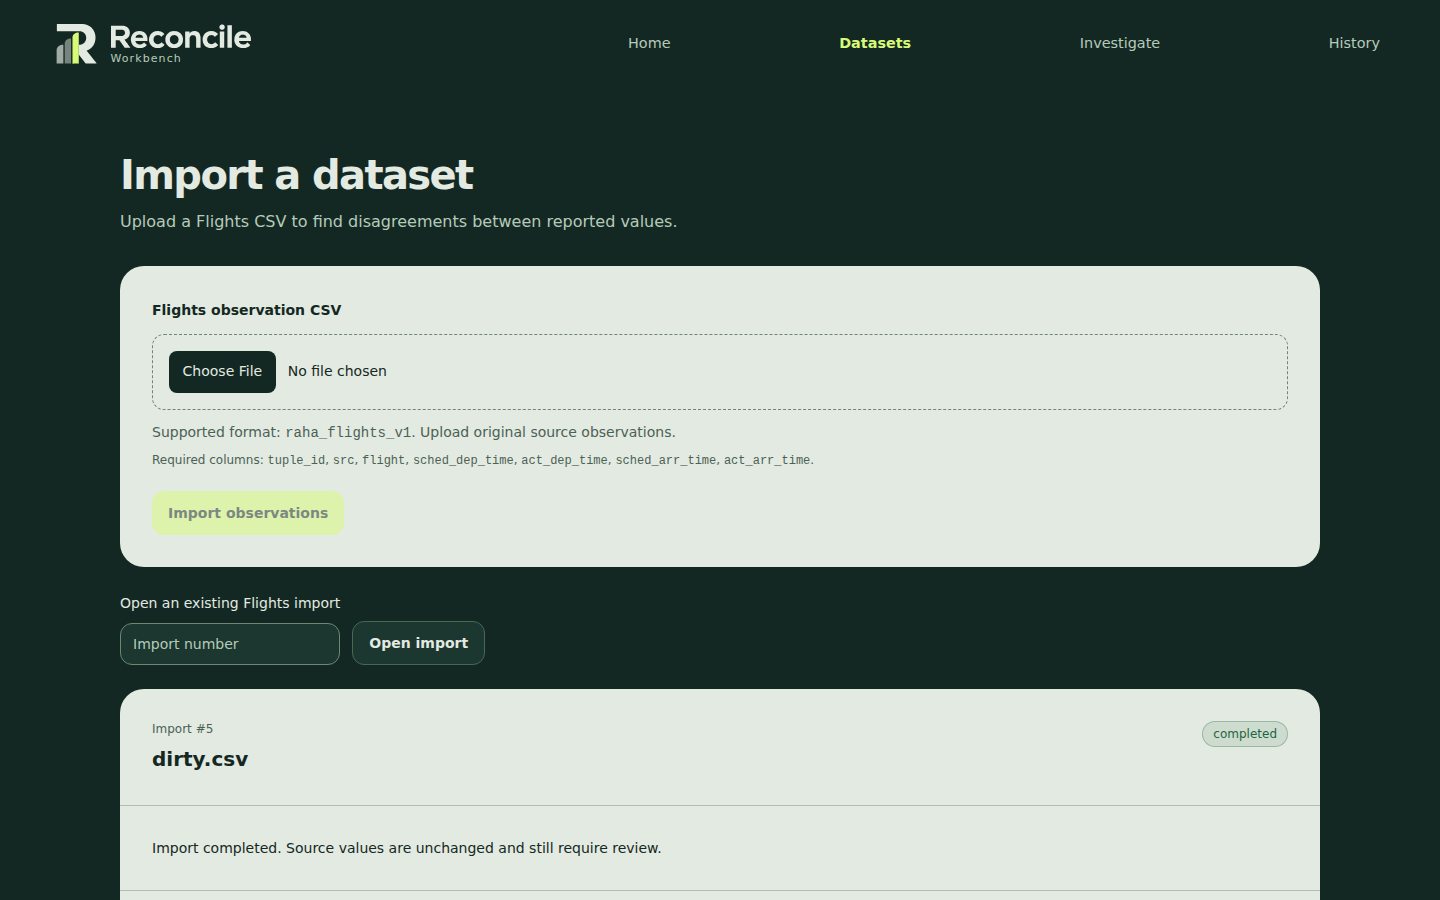 Reconcile
Workbench
Home
Datasets
Investigate
History
Import a dataset
Upload a Flights CSV to find disagreements between reported values.
Flights observation CSV
Choose File
No file chosen
Supported format: raha_flights_v1. Upload original source observations.
Required columns: tuple_id, src, flight, sched_dep_time, act_dep_time, sched_arr_time, act_arr_time.
Import observations
Open an existing Flights import
Import number
Open import
Import #5
completed
dirty.csv
Import completed. Source values are unchanged and still require review.